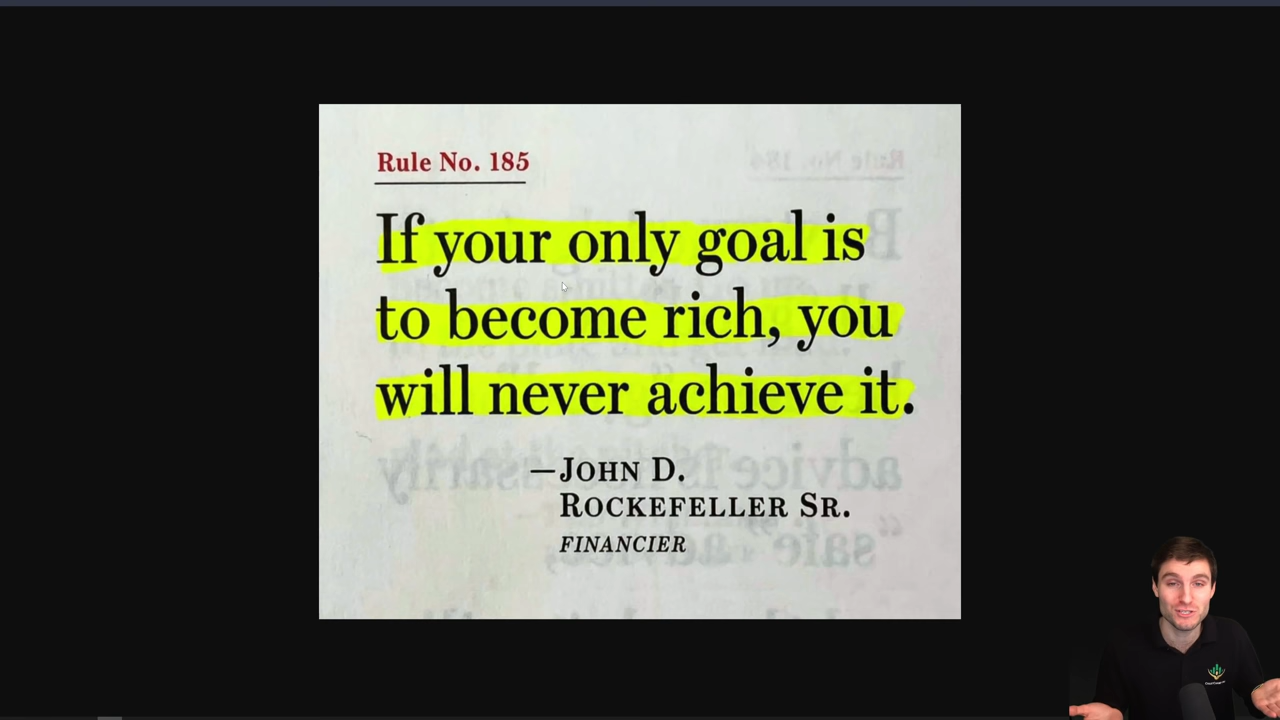 Rule No. 185
If your only goal is
to become rich, you
will never achieve it.
—JOHN D.
ROCKEFELLER SR.
FINANCIER